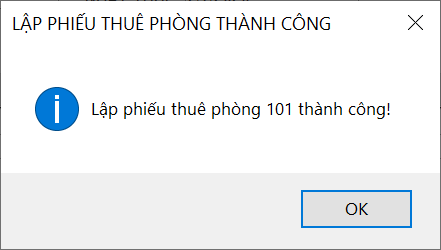 LẬP PHIẾU THUÊ PHÒNG THÀNH CÔNG
Lập phiếu thuê phòng 101 thành công!
OK